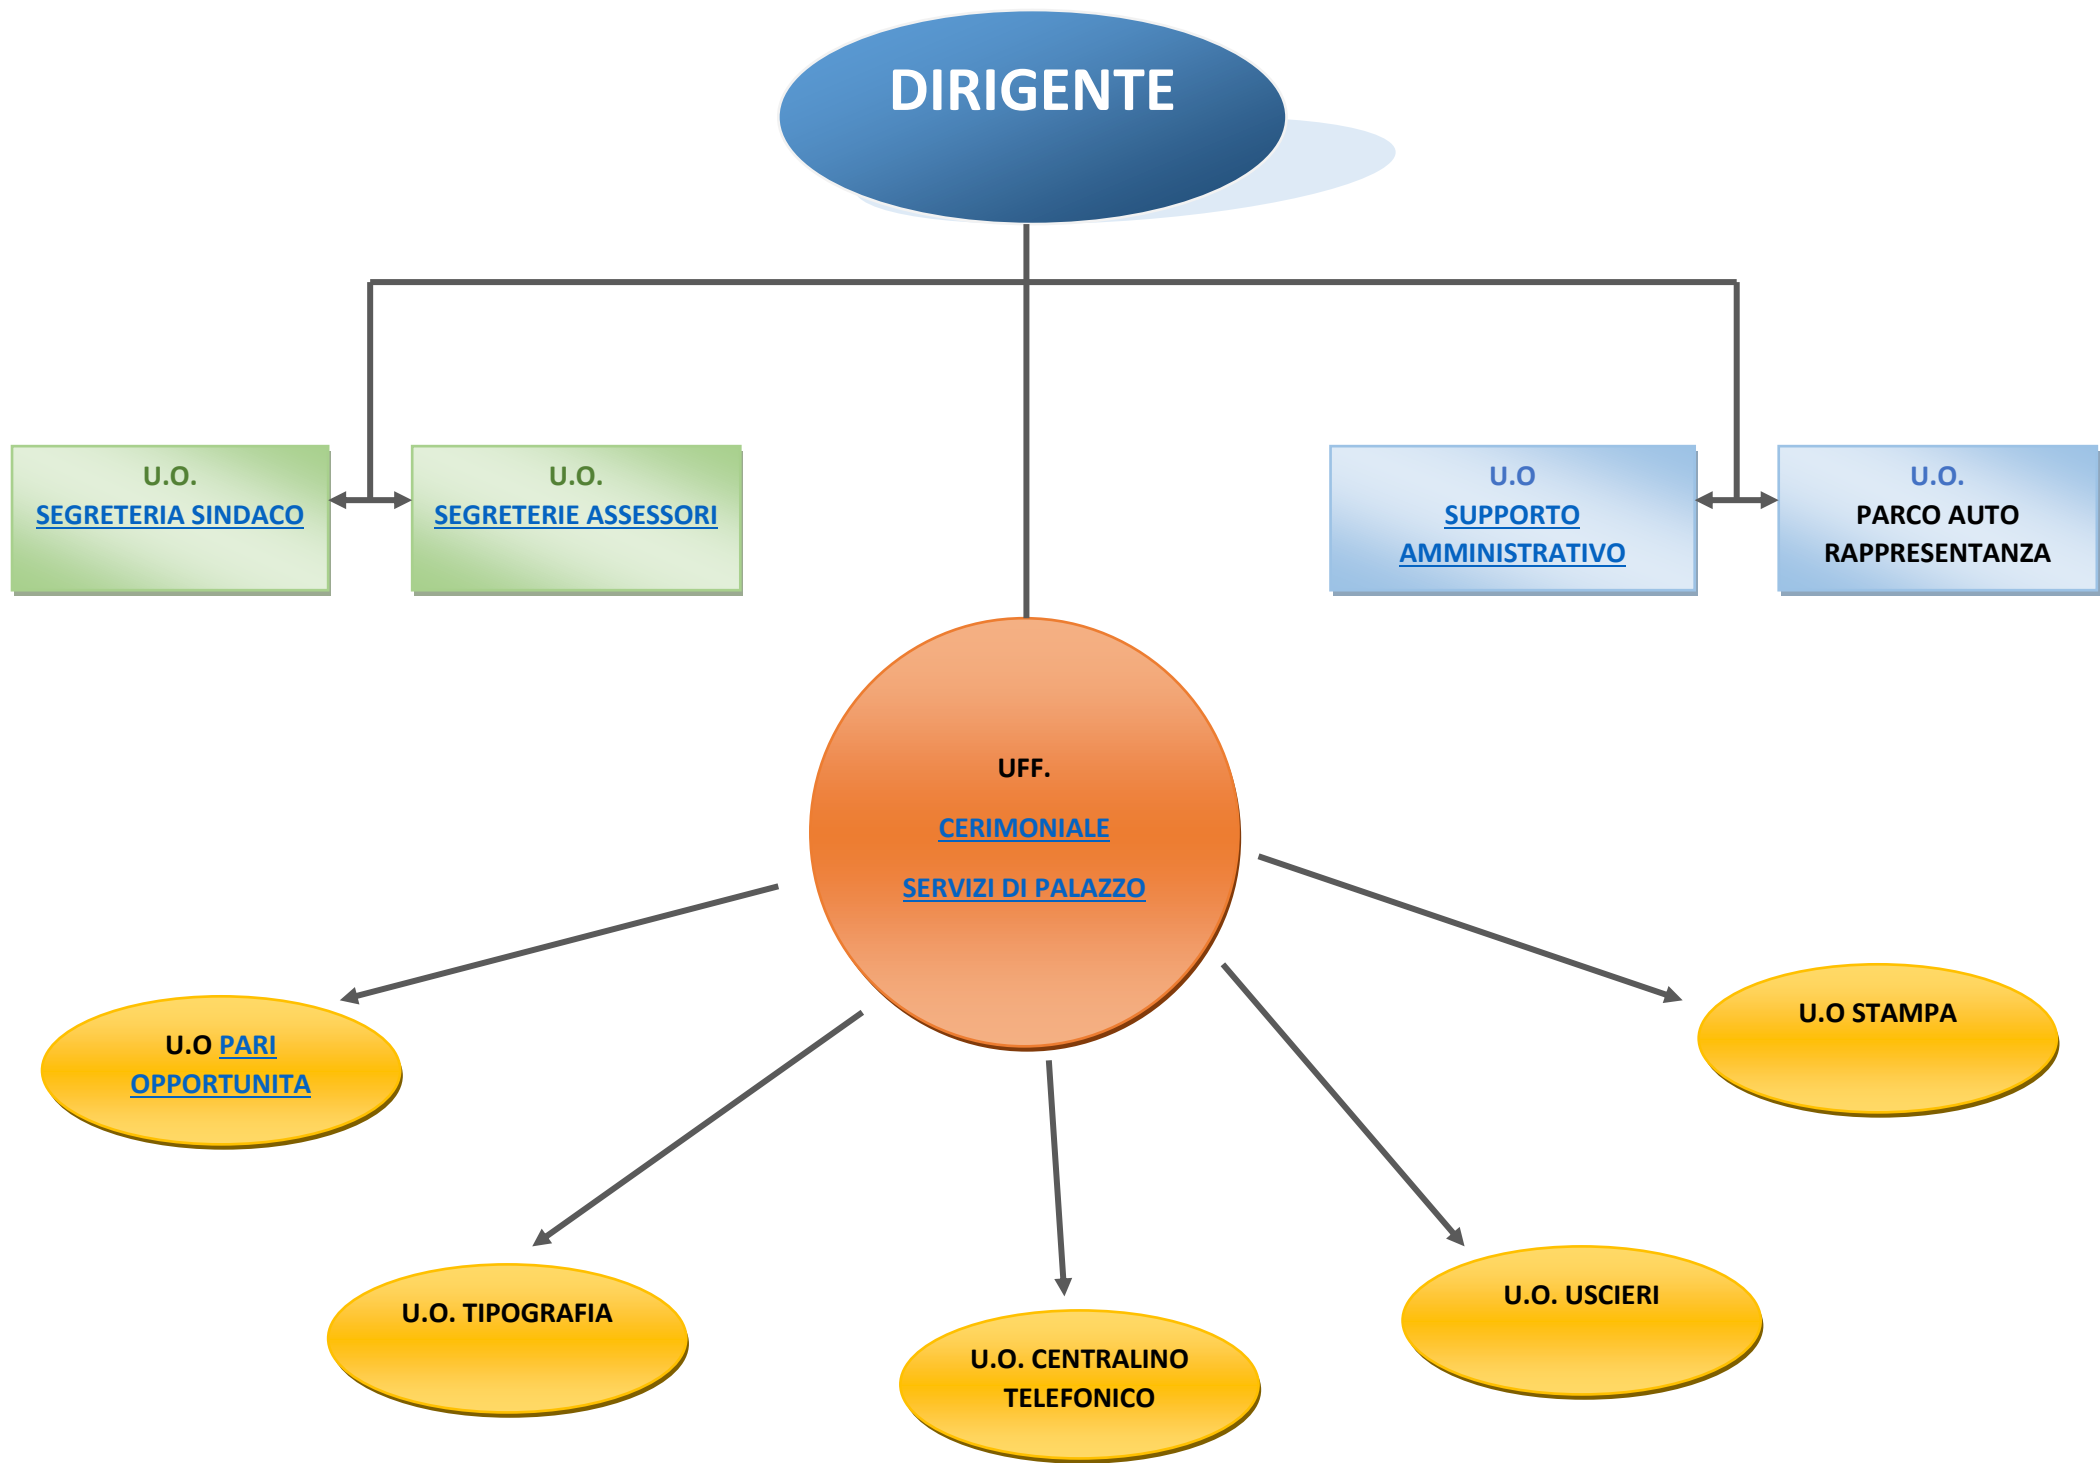 DIRIGENTE
U.O.
SEGRETERIA SINDACO
U.O.
SEGRETERIE ASSESSORI
U.O
SUPPORTO
AMMINISTRATIVO
U.O.
PARCO AUTO
RAPPRESENTANZA
UFF.
CERIMONIALE
SERVIZI DI PALAZZO
U.O PARI
OPPORTUNITA
U.O. TIPOGRAFIA
U.O. CENTRALINO
TELEFONICO
U.O. USCIERI
U.O STAMPA